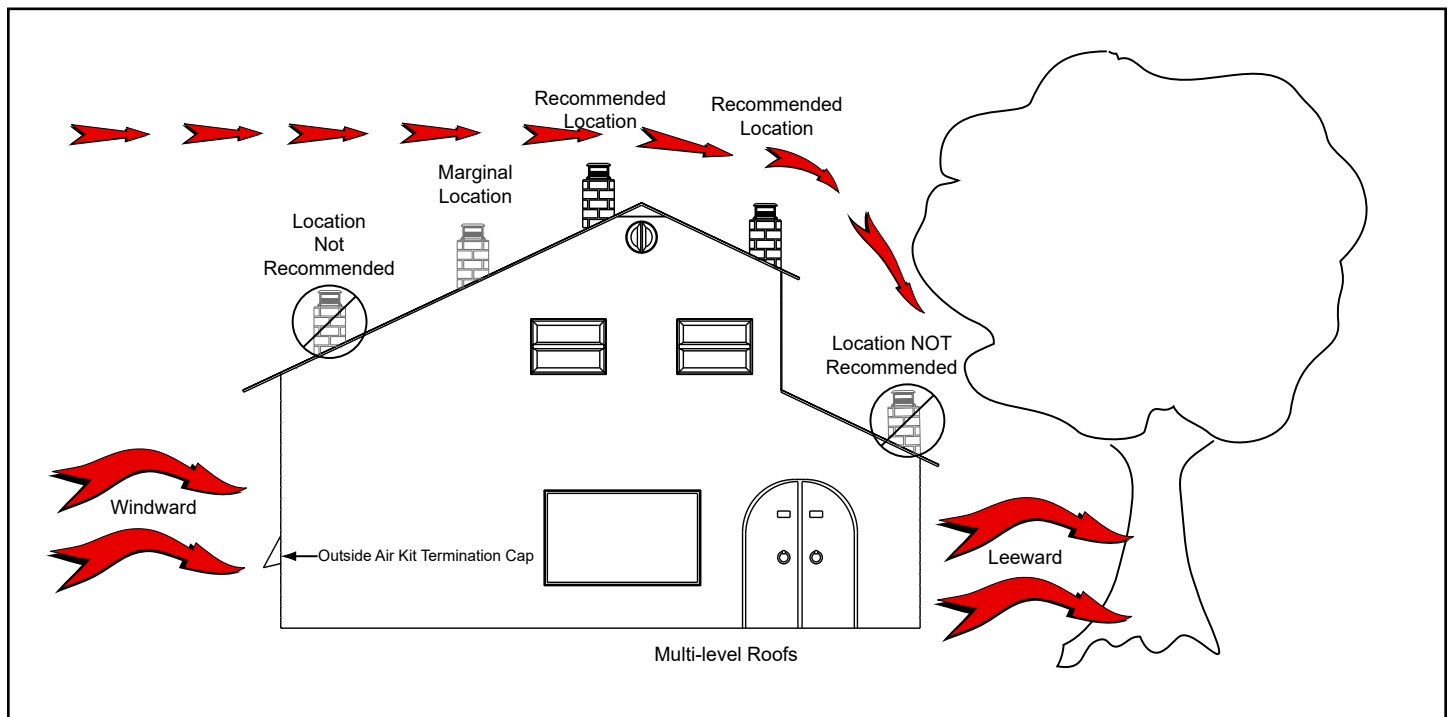 Recommended
Location
Recommended
Location
Marginal
Location
Location
Not
Recommended
Location NOT
Recommended
Windward
Outside Air Kit Termination Cap
Leeward
Multi-level Roofs